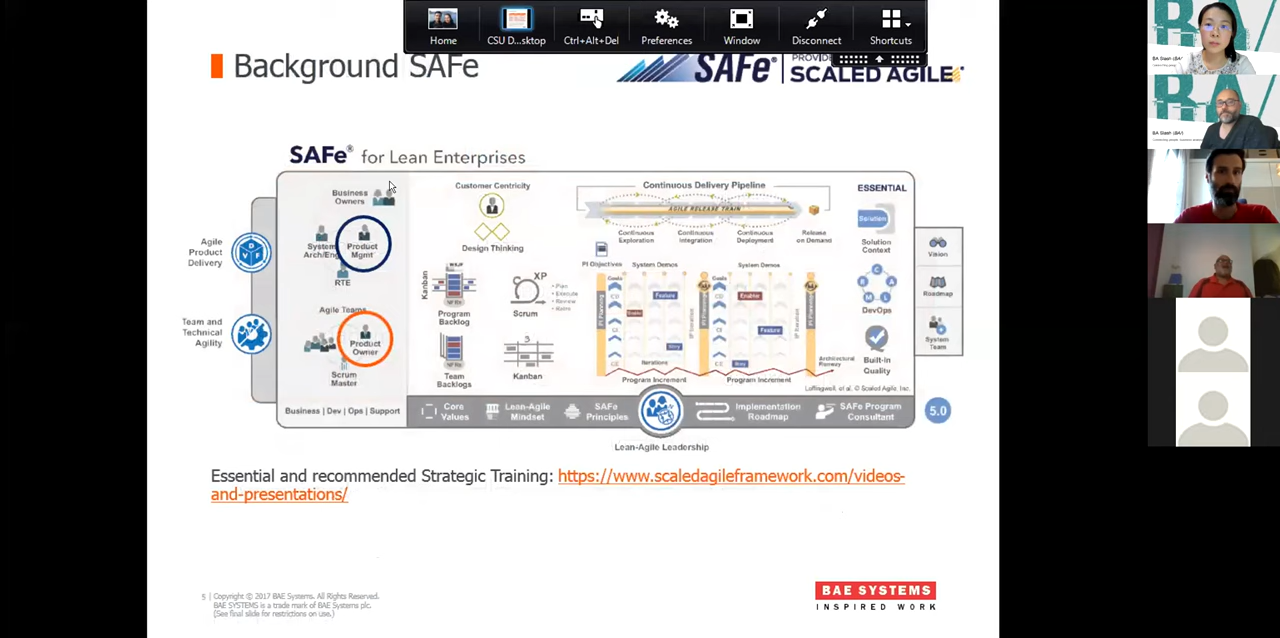 Home
CSU D...sktop
Ctrl+Alt+Del
Preferences
Window
Disconnect
Shortcuts
Background SAFe
SAFe®
SCALED AGILE
SAFe® for Lean Enterprises
Business
Owners
Product
Mgmt
RTE
Agile Teams
Product
Owner
Scrum
Master
Business | Dev | Ops | Support
Agile
Product
Delivery
Team and
Technical
Agility
Customer Centricity
Design Thinking
Kanban
Program
Backlog
XP
Scrum
Team
Backlogs
Kanban
Continuous Delivery Pipeline
AGILE RELEASE TRAIN
Continuous
Exploration
Continuous
Integration
Continuous
Deployment
Release
on Demand
PI Objectives
System Demos
System Demos
Goals
Goals
PI Planning
PI Planning
PI Planning
Feature
Feature
Iterations
Program Increment
Program Increment
Architectural
Runway
Leffingwell, et al. © Scaled Agile, Inc.
ESSENTIAL
Solution
Solution
Context
DevOps
Built-in
Quality
Vision
Roadmap
System
Team
Core
Values
Lean-Agile
Mindset
SAFe
Principles
Implementation
Roadmap
SAFe Program
Consultant
5.0
Lean-Agile Leadership
Essential and recommended Strategic Training: https://www.scaledagileframework.com/videos-
and-presentations/
5 | Copyright © 2017 BAE Systems. All Rights Reserved.
BAE SYSTEMS is a trade mark of BAE Systems plc.
(See final slide for restrictions on use.)
BAE SYSTEMS
INSPIRED WORK